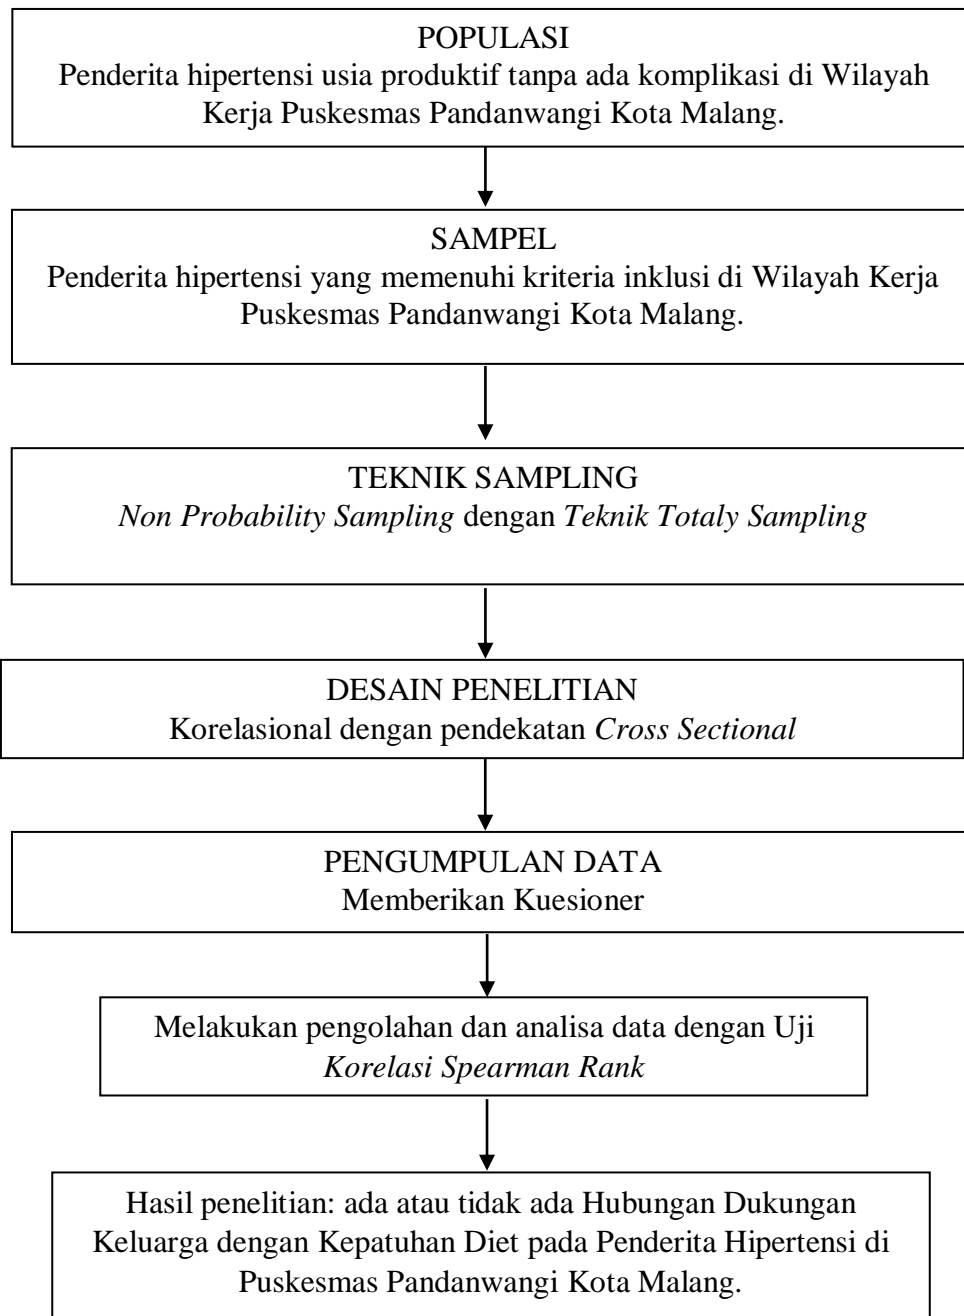 POPULASI
Penderita hipertensi usia produktif tanpa ada komplikasi di Wilayah
Kerja Puskesmas Pandanwangi Kota Malang.
SAMPEL
Penderita hipertensi yang memenuhi kriteria inklusi di Wilayah Kerja
Puskesmas Pandanwangi Kota Malang.
TEKNIK SAMPLING
Non Probability Sampling dengan Teknik Totaly Sampling
DESAIN PENELITIAN
Korelasional dengan pendekatan Cross Sectional
PENGUMPULAN DATA
Memberikan Kuesioner
Melakukan pengolahan dan analisa data dengan Uji
Korelasi Spearman Rank
Hasil penelitian: ada atau tidak ada Hubungan Dukungan
Keluarga dengan Kepatuhan Diet pada Penderita Hipertensi di
Puskesmas Pandanwangi Kota Malang.